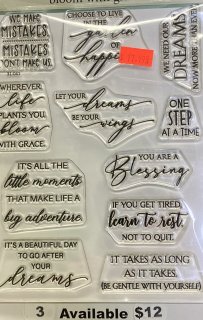 bloom with
WE MAKE
MISTAKES.
MISTAKES
DON'T MAKE US.
CHOOSE TO LIVE
IN THE
garden
OF
happiness
WE NEED OUR
DREAMS
NOW MORE
WHEREVER
life
PLANTS YOU,
bloom
WITH GRACE.
LET YOUR
dreams
BE YOUR
wings
ONE
STEP
AT A TIME
IT'S ALL THE
little moments
THAT MAKE LIFE A
big adventure.
YOU ARE A
Blessing
IF YOU GET TIRED,
learn to rest,
NOT TO QUIT.
IT'S A BEAUTIFUL DAY
TO GO AFTER
YOUR
dreams
IT TAKES AS LONG
AS IT TAKES.
(BE GENTLE WITH YOURSELF)
3 Available $12